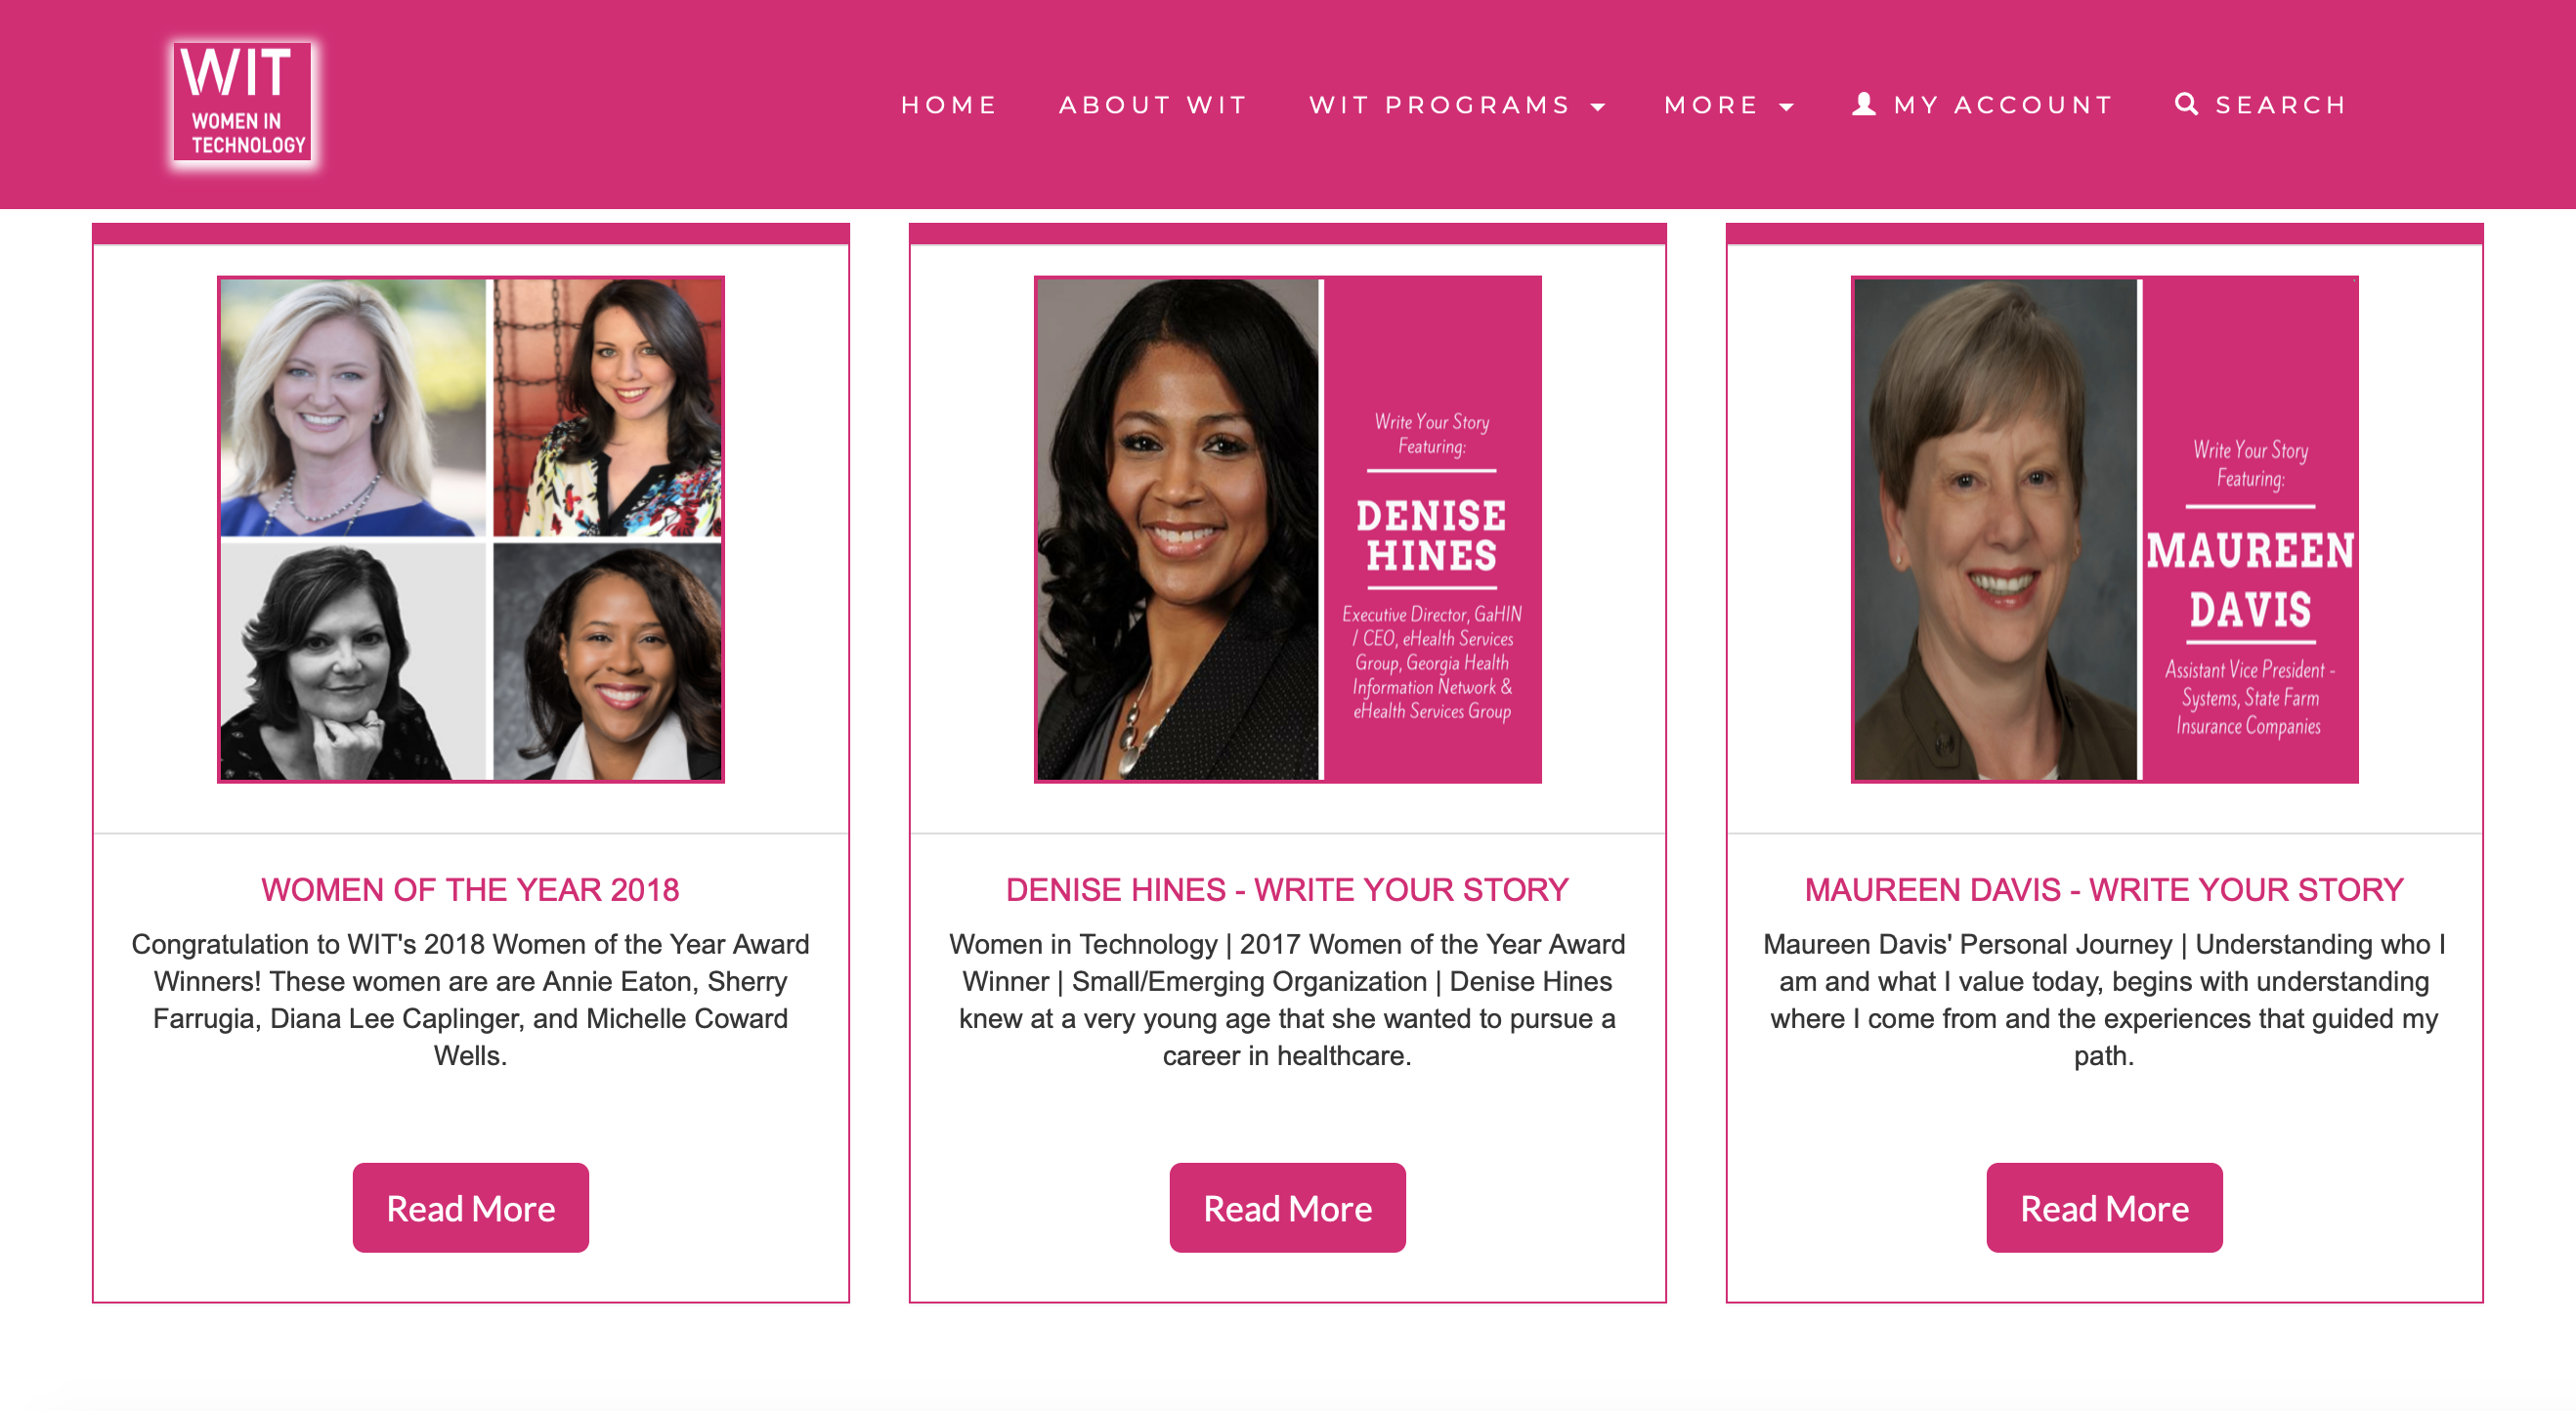 WIT
WOMEN IN
TECHNOLOGY
HOME ABOUT WIT WIT PROGRAMS MORE MY ACCOUNT SEARCH
WOMEN OF THE YEAR 2018
Congratulation to WIT's 2018 Women of the Year Award
Winners! These women are are Annie Eaton, Sherry
Farrugia, Diana Lee Caplinger, and Michelle Coward
Wells.
Read More
Write Your Story
Featuring:
DENISE
HINES
Executive Director, GaHIN
/ CEO, eHealth Services
Group, Georgia Health
Information Network &
eHealth Services Group
DENISE HINES - WRITE YOUR STORY
Women in Technology | 2017 Women of the Year Award
Winner | Small/Emerging Organization | Denise Hines
knew at a very young age that she wanted to pursue a
career in healthcare.
Read More
Write Your Story
Featuring:
MAUREEN
DAVIS
Assistant Vice President -
Systems, State Farm
Insurance Companies
MAUREEN DAVIS - WRITE YOUR STORY
Maureen Davis' Personal Journey | Understanding who I
am and what I value today, begins with understanding
where I come from and the experiences that guided my
path.
Read More